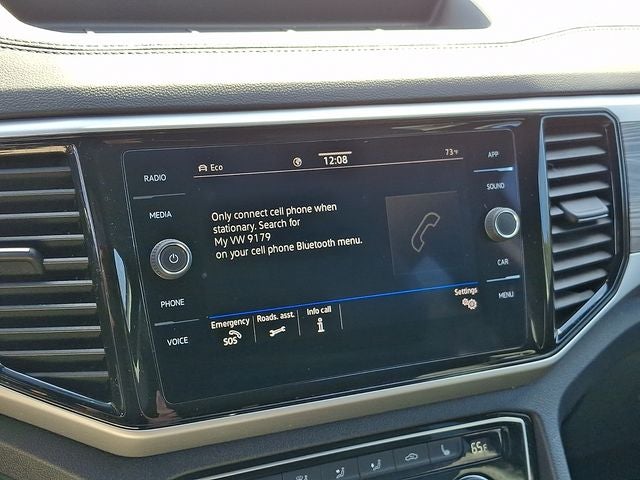 RADIO
MEDIA
PHONE
VOICE
Eco
12:08
73°F
Only connect cell phone when
stationary. Search for
My VW 9179
on your cell phone Bluetooth menu.
Emergency
SOS
Roads. asst.
Info call
Settings
APP
SOUND
CAR
MENU
65°F